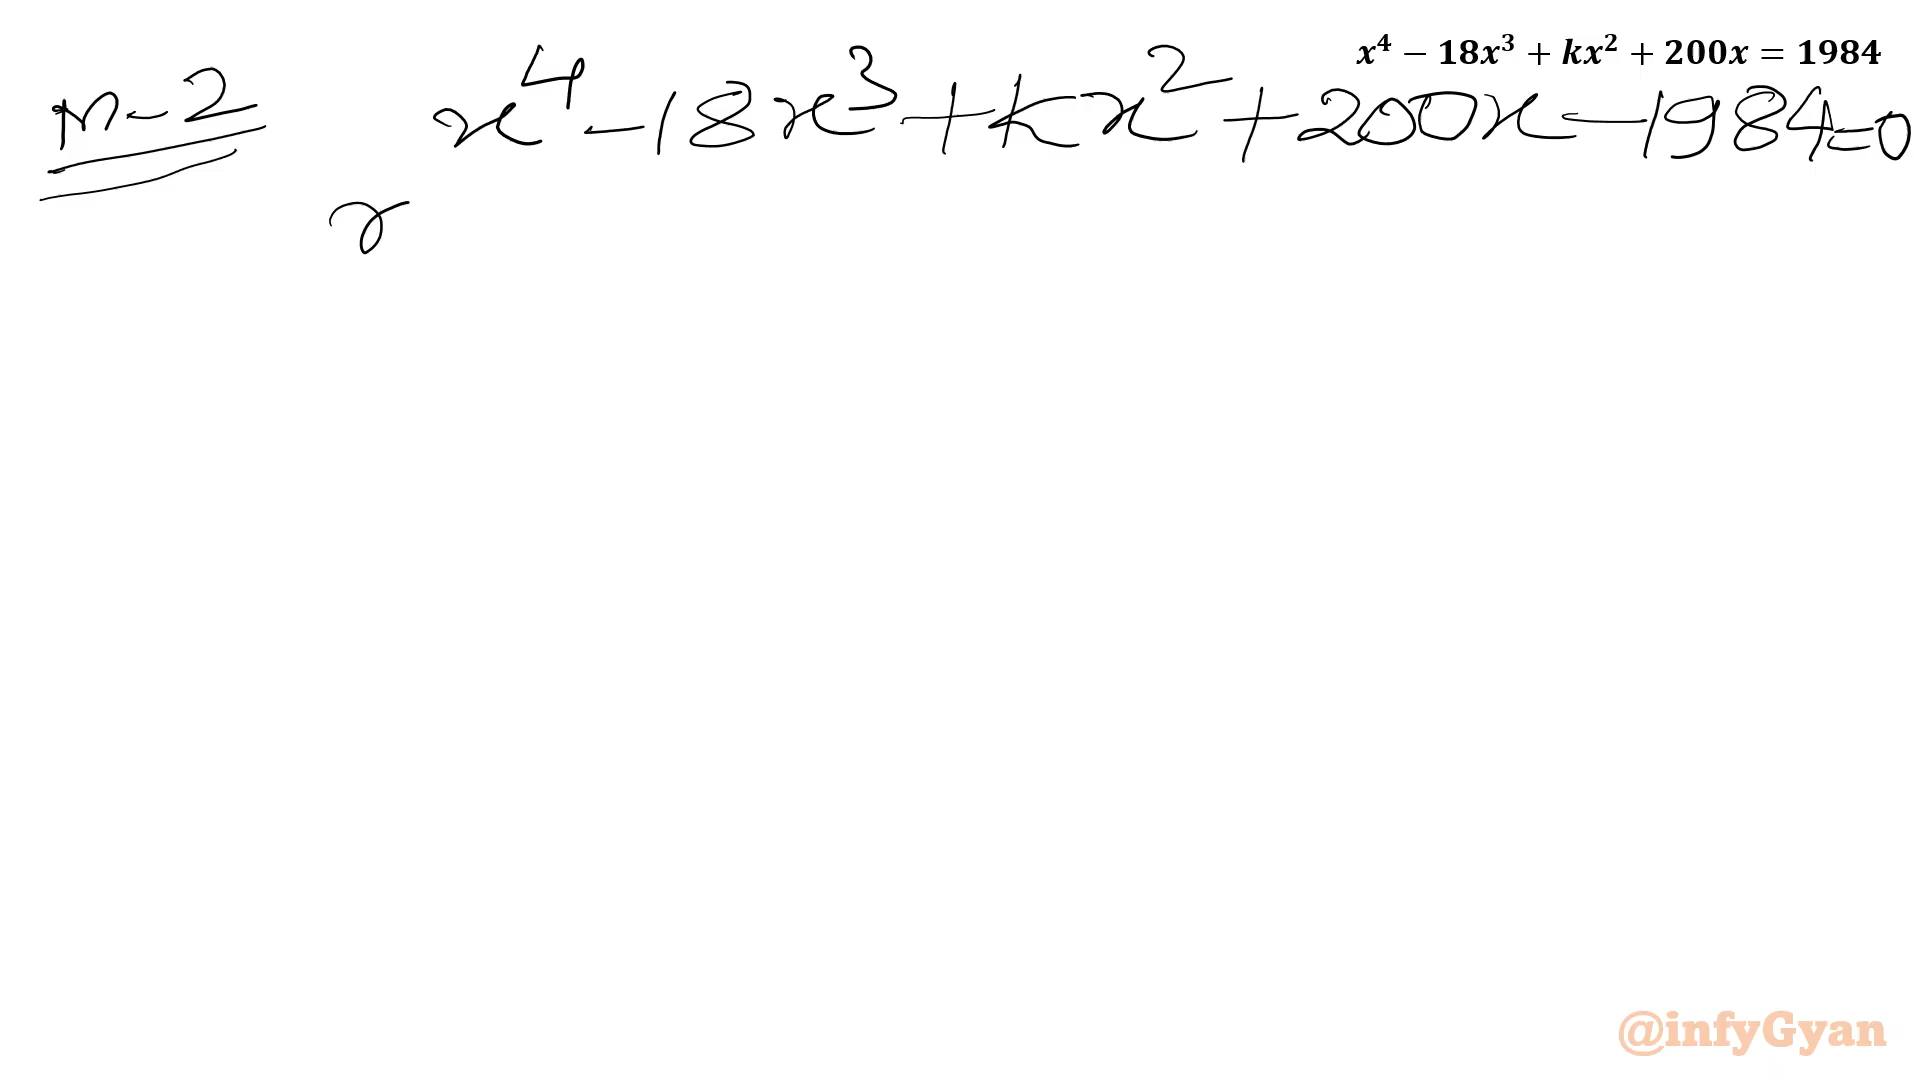 x⁴ − 18x³ + kx² + 200x = 1984
m-2 x⁴ - 18x³ + kx² + 200x - 1984 = 0
@infyGyan